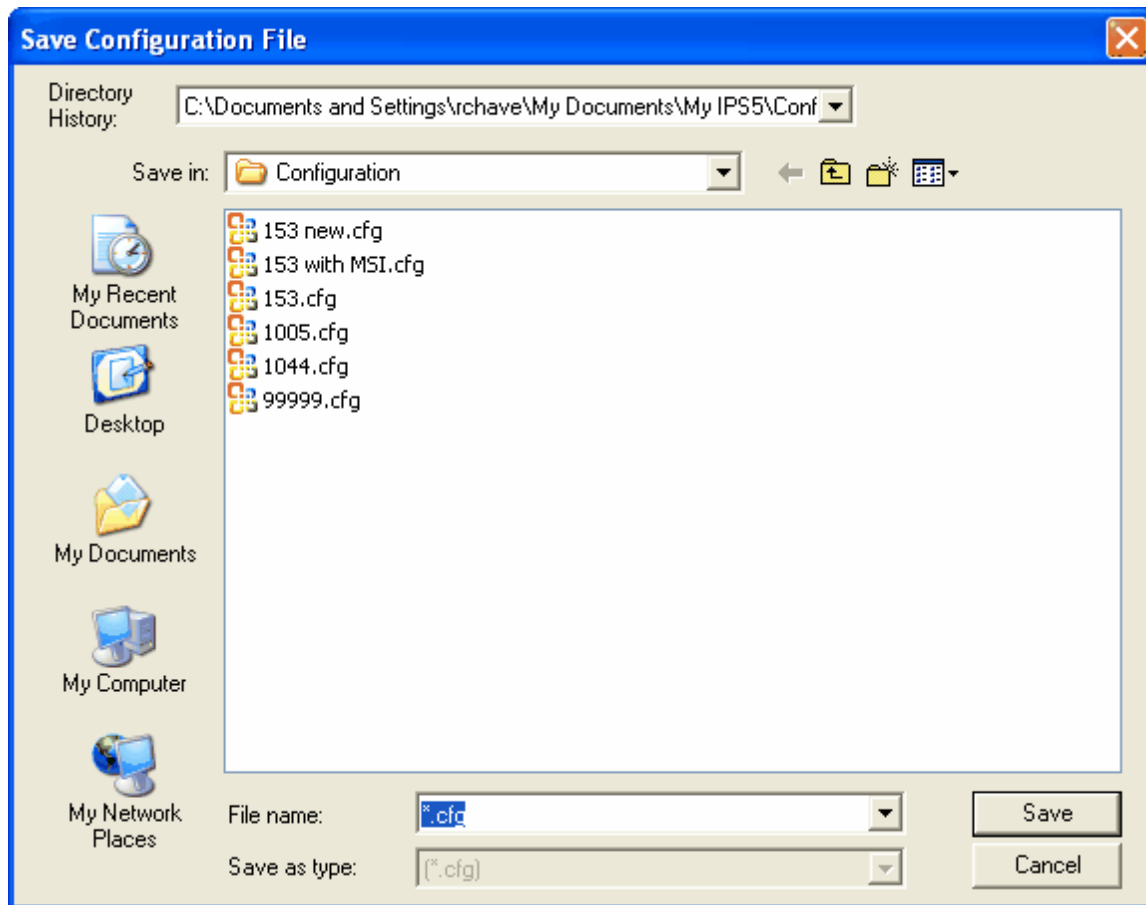 Save Configuration File
Directory
History:
C:\Documents and Settings\rchave\My Documents\My IPS5\Conf
Save in:
Configuration
153 new.cfg
153 with MSI.cfg
153.cfg
1005.cfg
1044.cfg
99999.cfg
My Recent
Documents
Desktop
My Documents
My Computer
My Network
Places
File name:
*.cfg
Save
Save as type:
(*.cfg)
Cancel